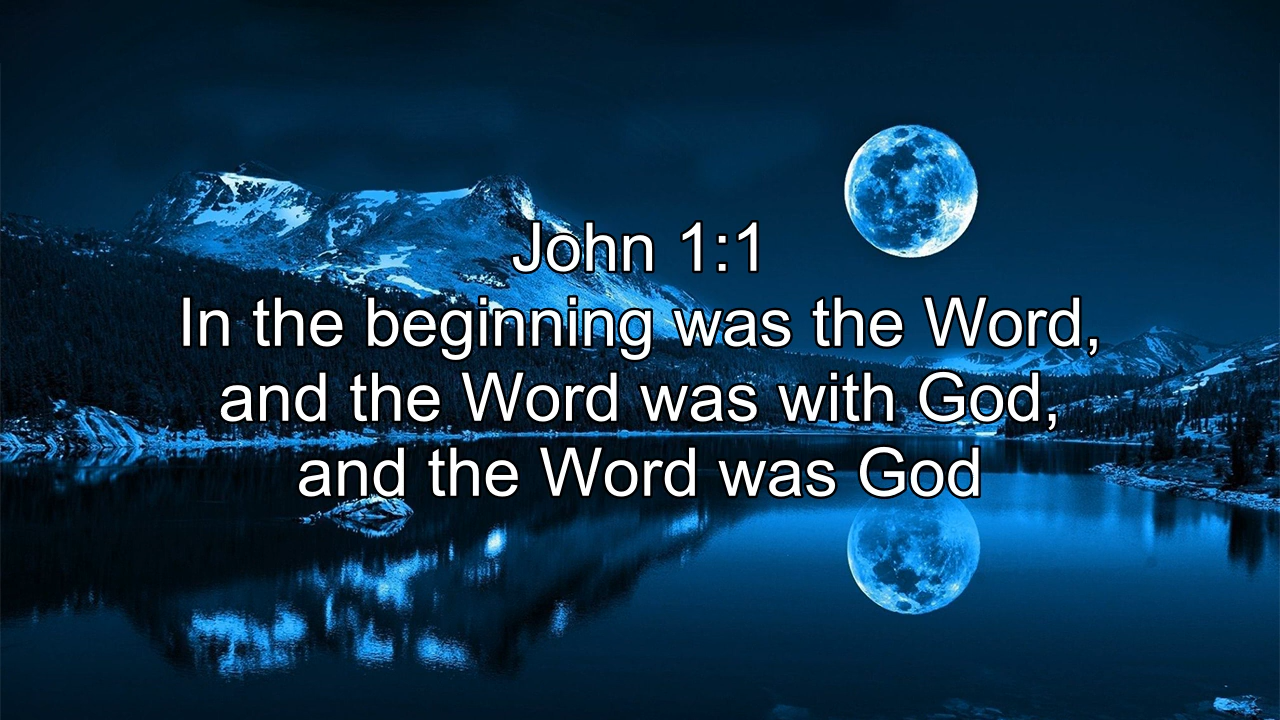 John 1:1
In the beginning was the Word,
and the Word was with God,
and the Word was God